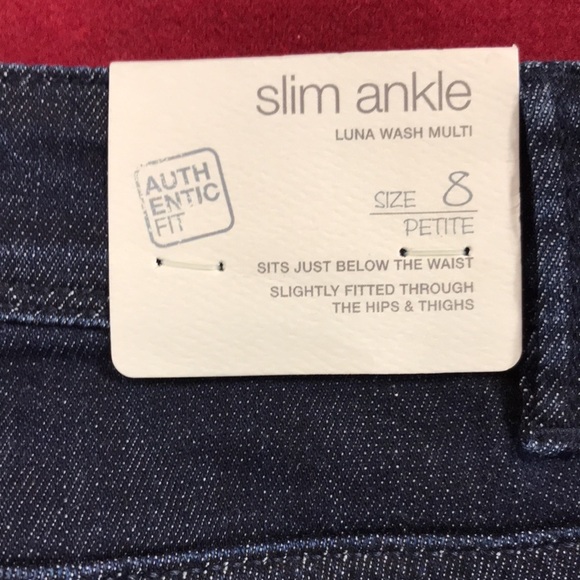 slim ankle
LUNA WASH MULTI
AUTH
ENTIC
FIT
SIZE 8
PETITE
SITS JUST BELOW THE WAIST
SLIGHTLY FITTED THROUGH
THE HIPS & THIGHS